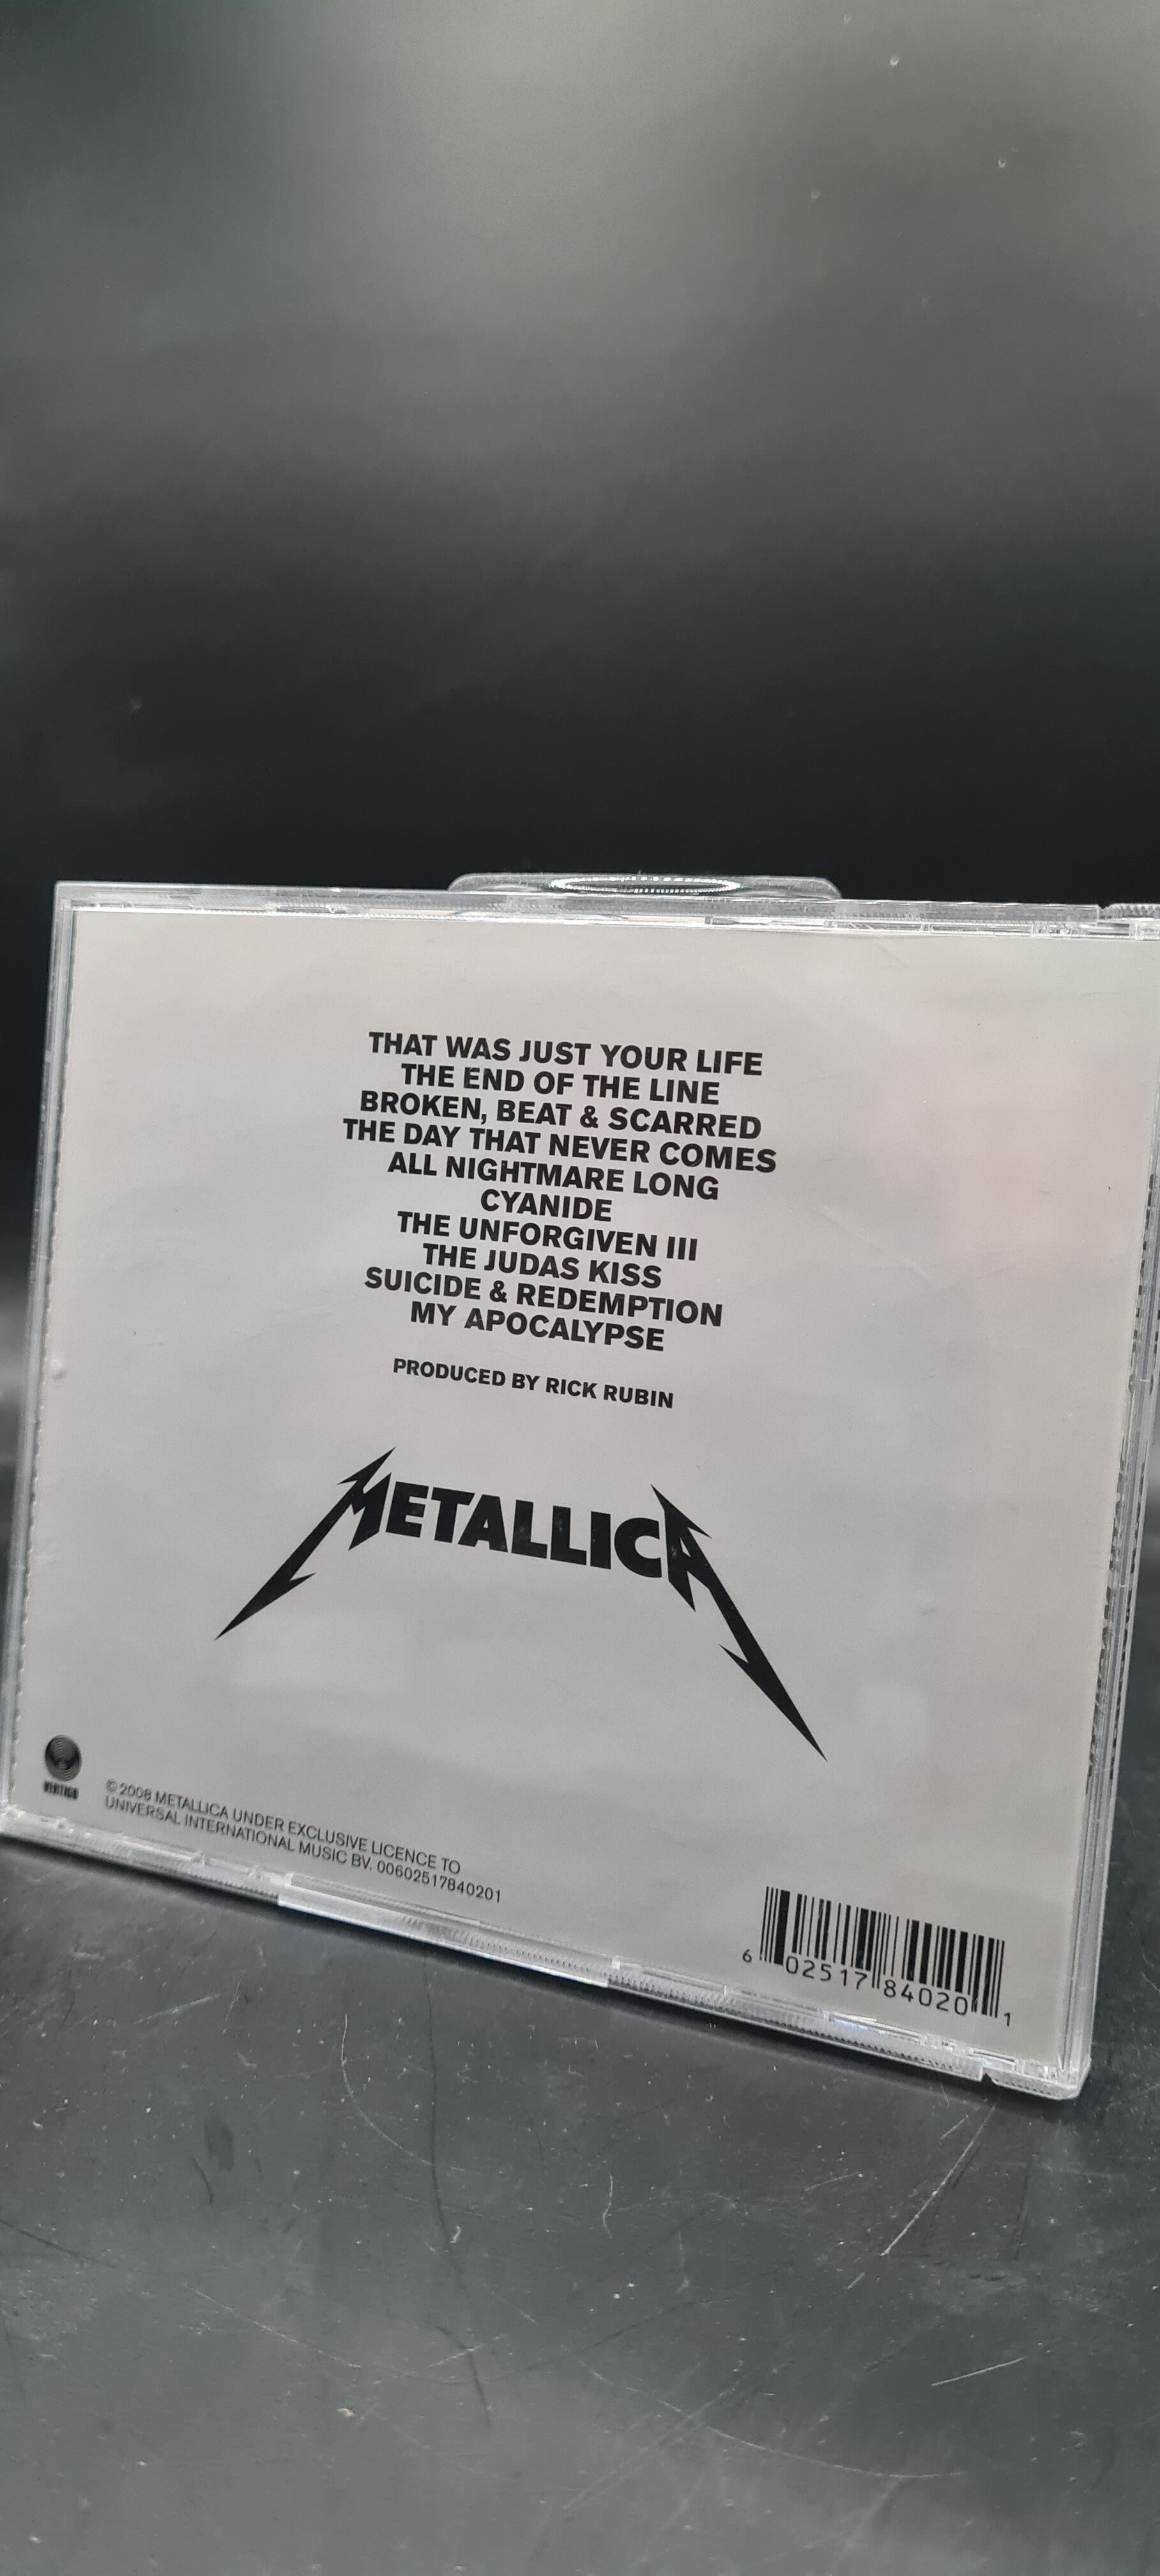 THAT WAS JUST YOUR LIFE
THE END OF THE LINE
BROKEN, BEAT & SCARRED
THE DAY THAT NEVER COMES
ALL NIGHTMARE LONG
CYANIDE
THE UNFORGIVEN III
THE JUDAS KISS
SUICIDE & REDEMPTION
MY APOCALYPSE
PRODUCED BY RICK RUBIN
METALLICA
VERTIGO
© 2008 METALLICA UNDER EXCLUSIVE LICENCE TO
UNIVERSAL INTERNATIONAL MUSIC BV. 00602517840201
6 02517 84020 1